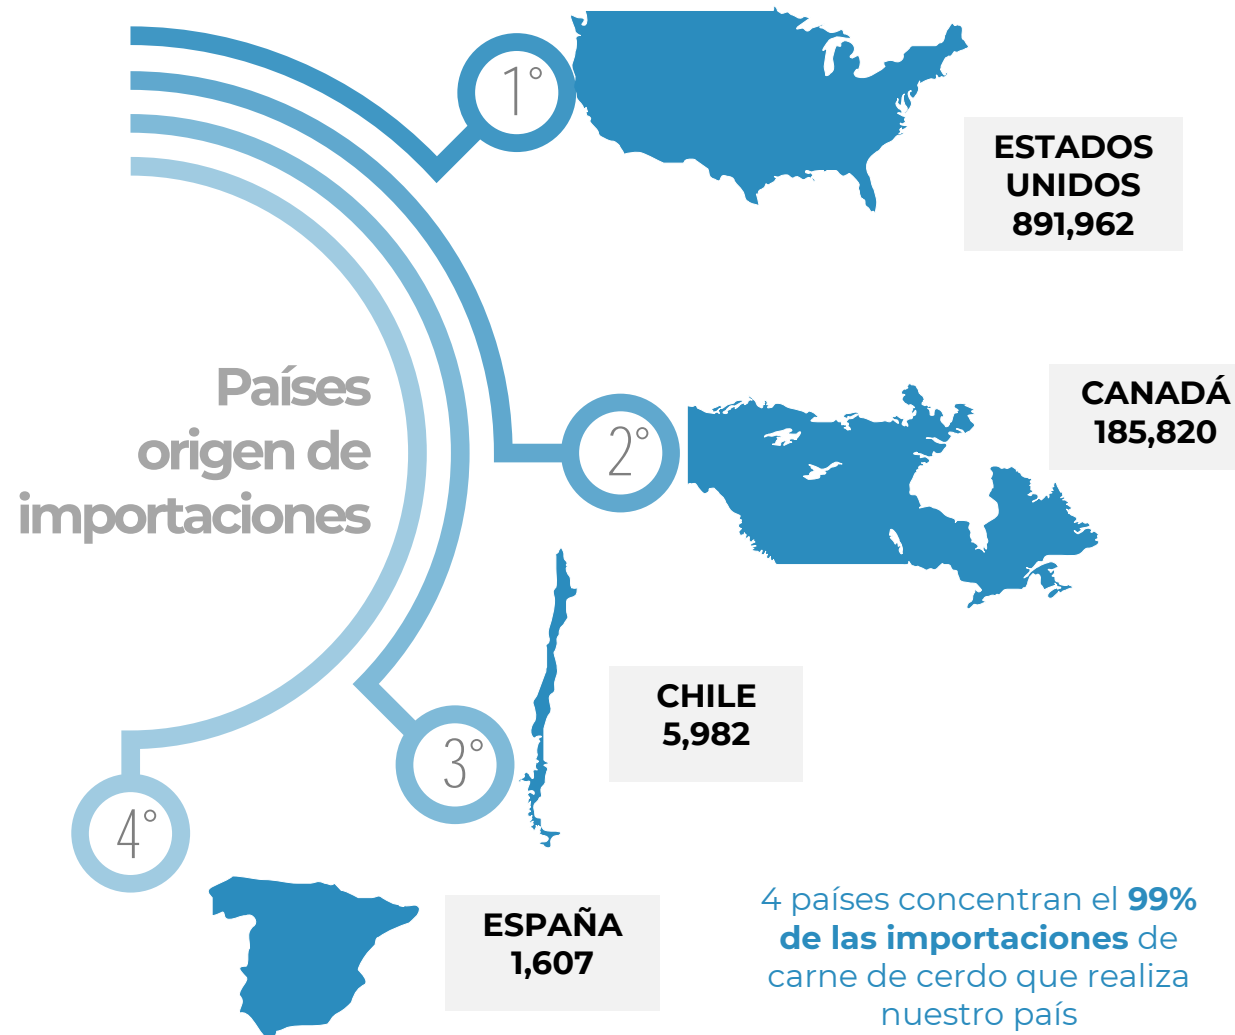 1°
ESTADOS
UNIDOS
891,962
Países
origen de
importaciones
2°
CANADÁ
185,820
3°
CHILE
5,982
4°
ESPAÑA
1,607
4 países concentran el 99%
de las importaciones de
carne de cerdo que realiza
nuestro país